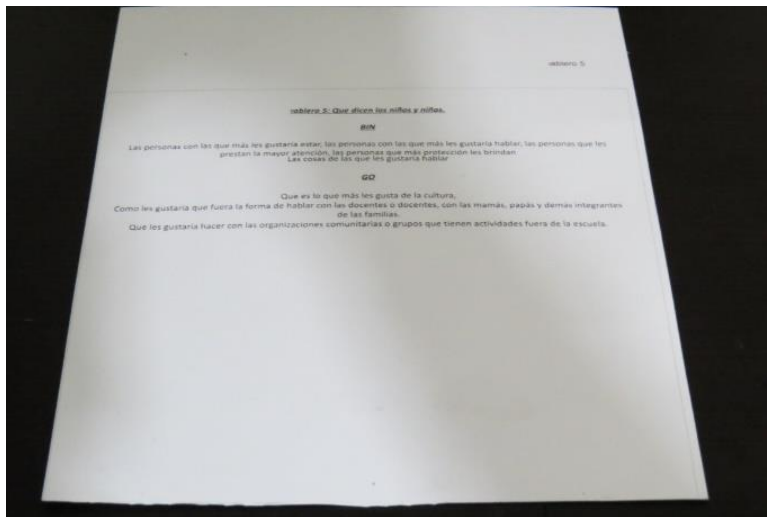 ablero 5
ablero 5: Que dicen los niños y niñas.
BIN
Las personas con las que más les gustaría estar, las personas con las que más les gustaría hablar, las personas que les
prestan la mayor atención, las personas que más protección les brindan
Las cosas de las que les gustaría hablar
GO
Que es lo que más les gusta de la cultura,
Como les gustaría que fuera la forma de hablar con las docentes o docentes, con las mamás, papás y demás integrantes
de las familias.
Que les gustaría hacer con las organizaciones comunitarias o grupos que tienen actividades fuera de la escuela.